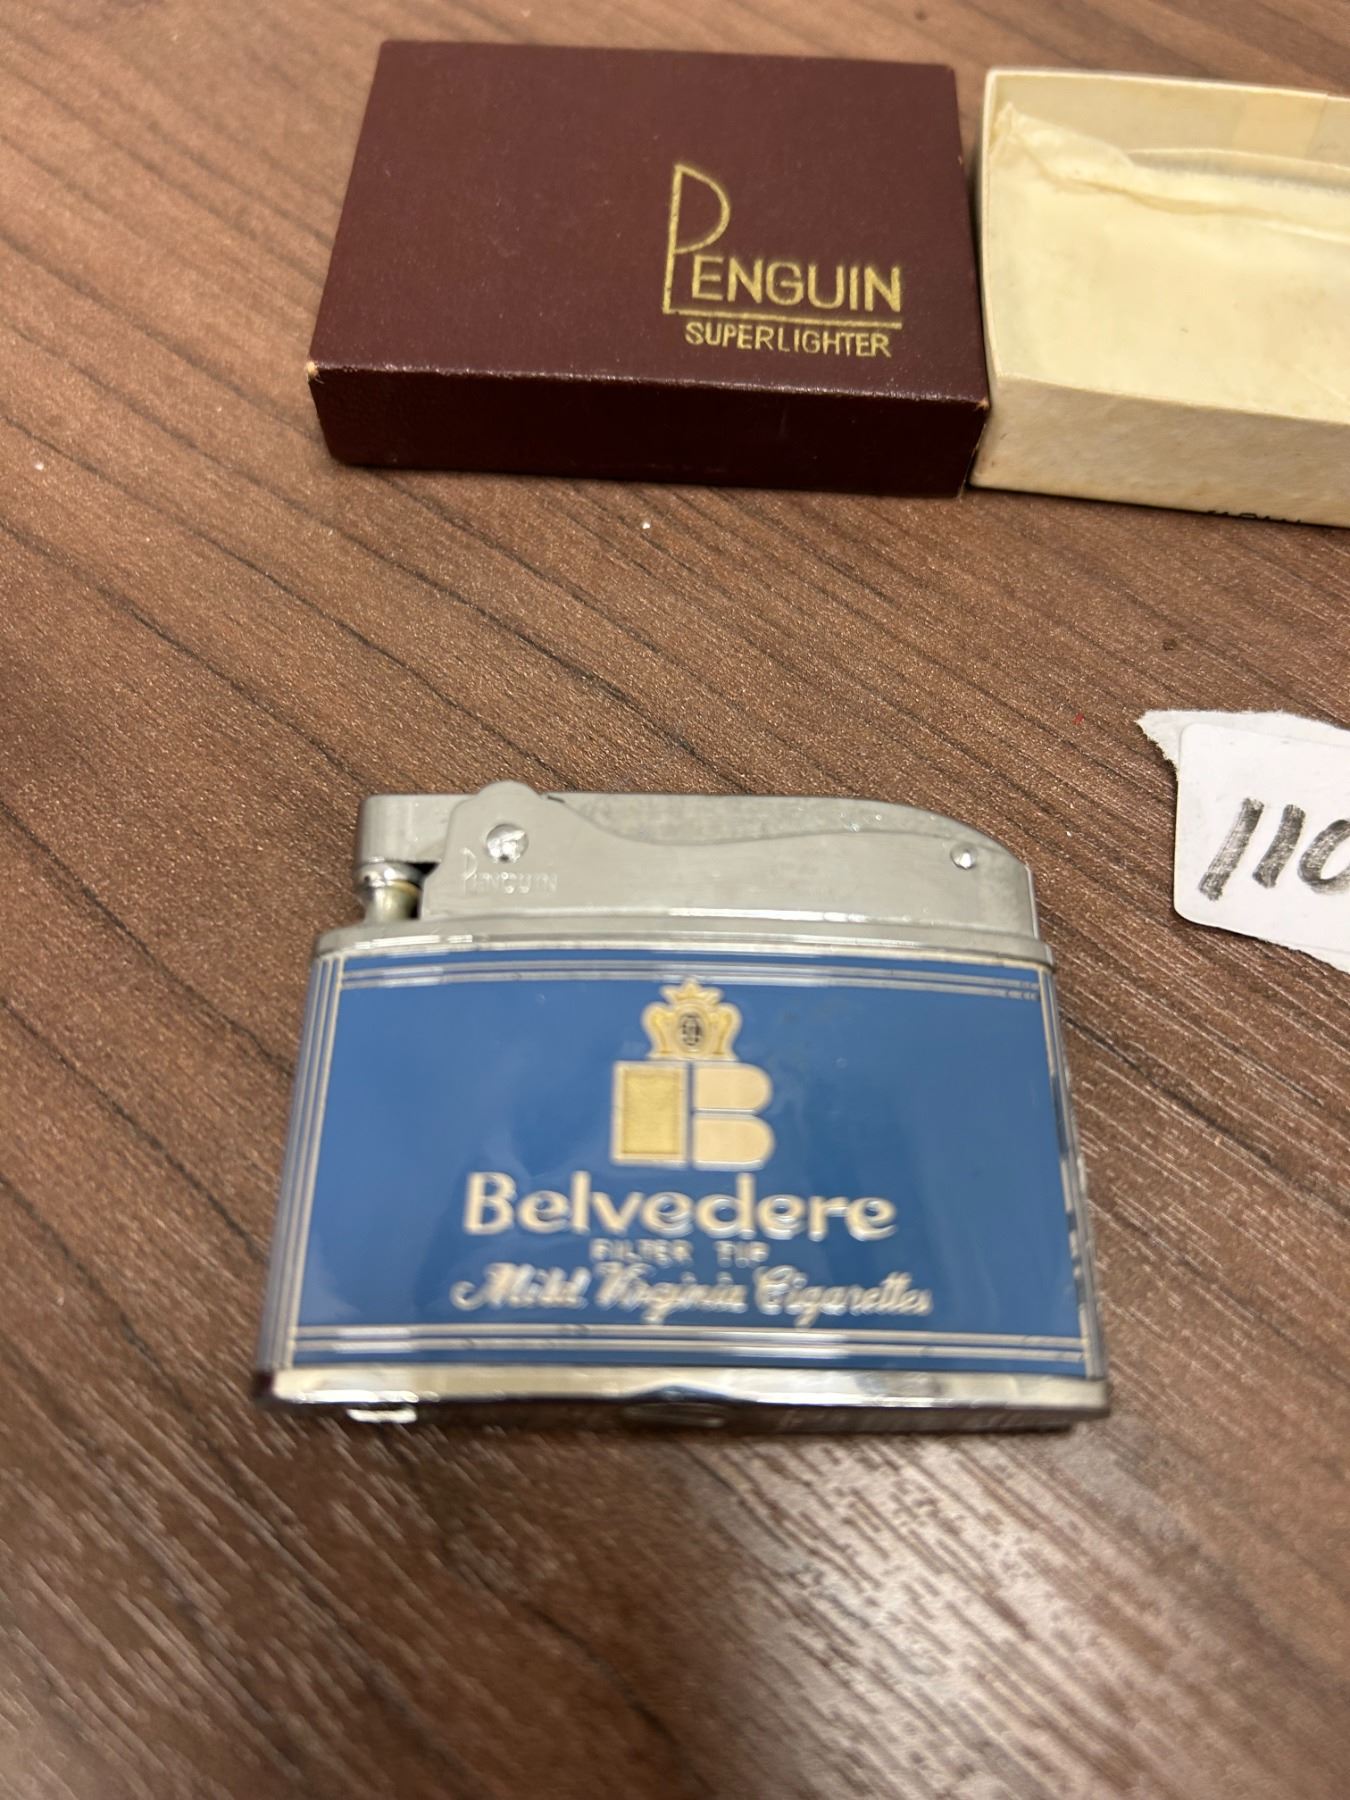 PENGUIN
SUPERLIGHTER
110
PENGUIN
B
Belvedere
FILTER TIP
Mild Virginia Cigarettes